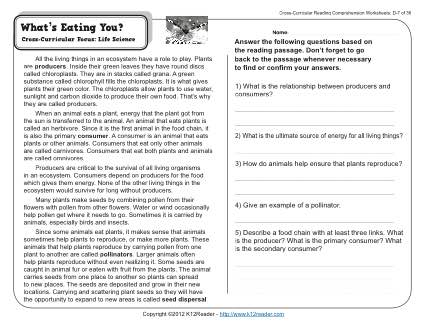 Cross-Curricular Reading Comprehension Worksheets: D-7 of 36
What's Eating You?
Cross-Curricular Focus: Life Science
All the living things in an ecosystem have a role to play. Plants
are producers. Inside their green leaves they have round discs
called chloroplasts. They are in stacks called grana. A green
substance called chlorophyll fills the chloroplasts. It is what gives
plants their green color. The chloroplasts allow plants to use water,
sunlight and carbon dioxide to produce their own food. That's why
they are called producers.
When an animal eats a plant, energy that the plant got from
the sun is transferred to the animal. An animal that eats plants is
called an herbivore. Since it is the first animal in the food chain, it
is also the primary consumer. A consumer is an animal that eats
plants or other animals. Consumers that eat only other animals
are called carnivores. Consumers that eat both plants and animals
are called omnivores.
Producers are critical to the survival of all living organisms
in an ecosystem. Consumers depend on producers for the food
which gives them energy. None of the other living things in the
ecosystem would survive for long without producers.
Many plants make seeds by combining pollen from their
flowers with pollen from other flowers. Water or wind occasionally
help pollen get where it needs to go. Sometimes it is carried by
animals, especially birds and insects.
Since some animals eat plants, it makes sense that animals
sometimes help plants to reproduce, or make more plants. These
animals that help plants reproduce by carrying pollen from one
plant to another are called pollinators. Larger animals often
help plants reproduce without even realizing it. Some seeds are
caught in animal fur or eaten with fruit from the plants. The animal
carries seeds from one place to another so plants can spread
to new places. The seeds are deposited and grow in their new
locations. Carrying and scattering plant seeds so they will have
the opportunity to expand to new areas is called seed dispersal
Name
Answer the following questions based on
the reading passage. Don't forget to go
back to the passage whenever necessary
to find or confirm your answers.
1) What is the relationship between producers and
consumers?
2) What is the ultimate source of energy for all living things?
3) How do animals help ensure that plants reproduce?
4) Give an example of a pollinator.
5) Describe a food chain with at least three links. What
is the producer? What is the primary consumer? What
is the secondary consumer?
Copyright ©2012 K12Reader - http://www.k12reader.com